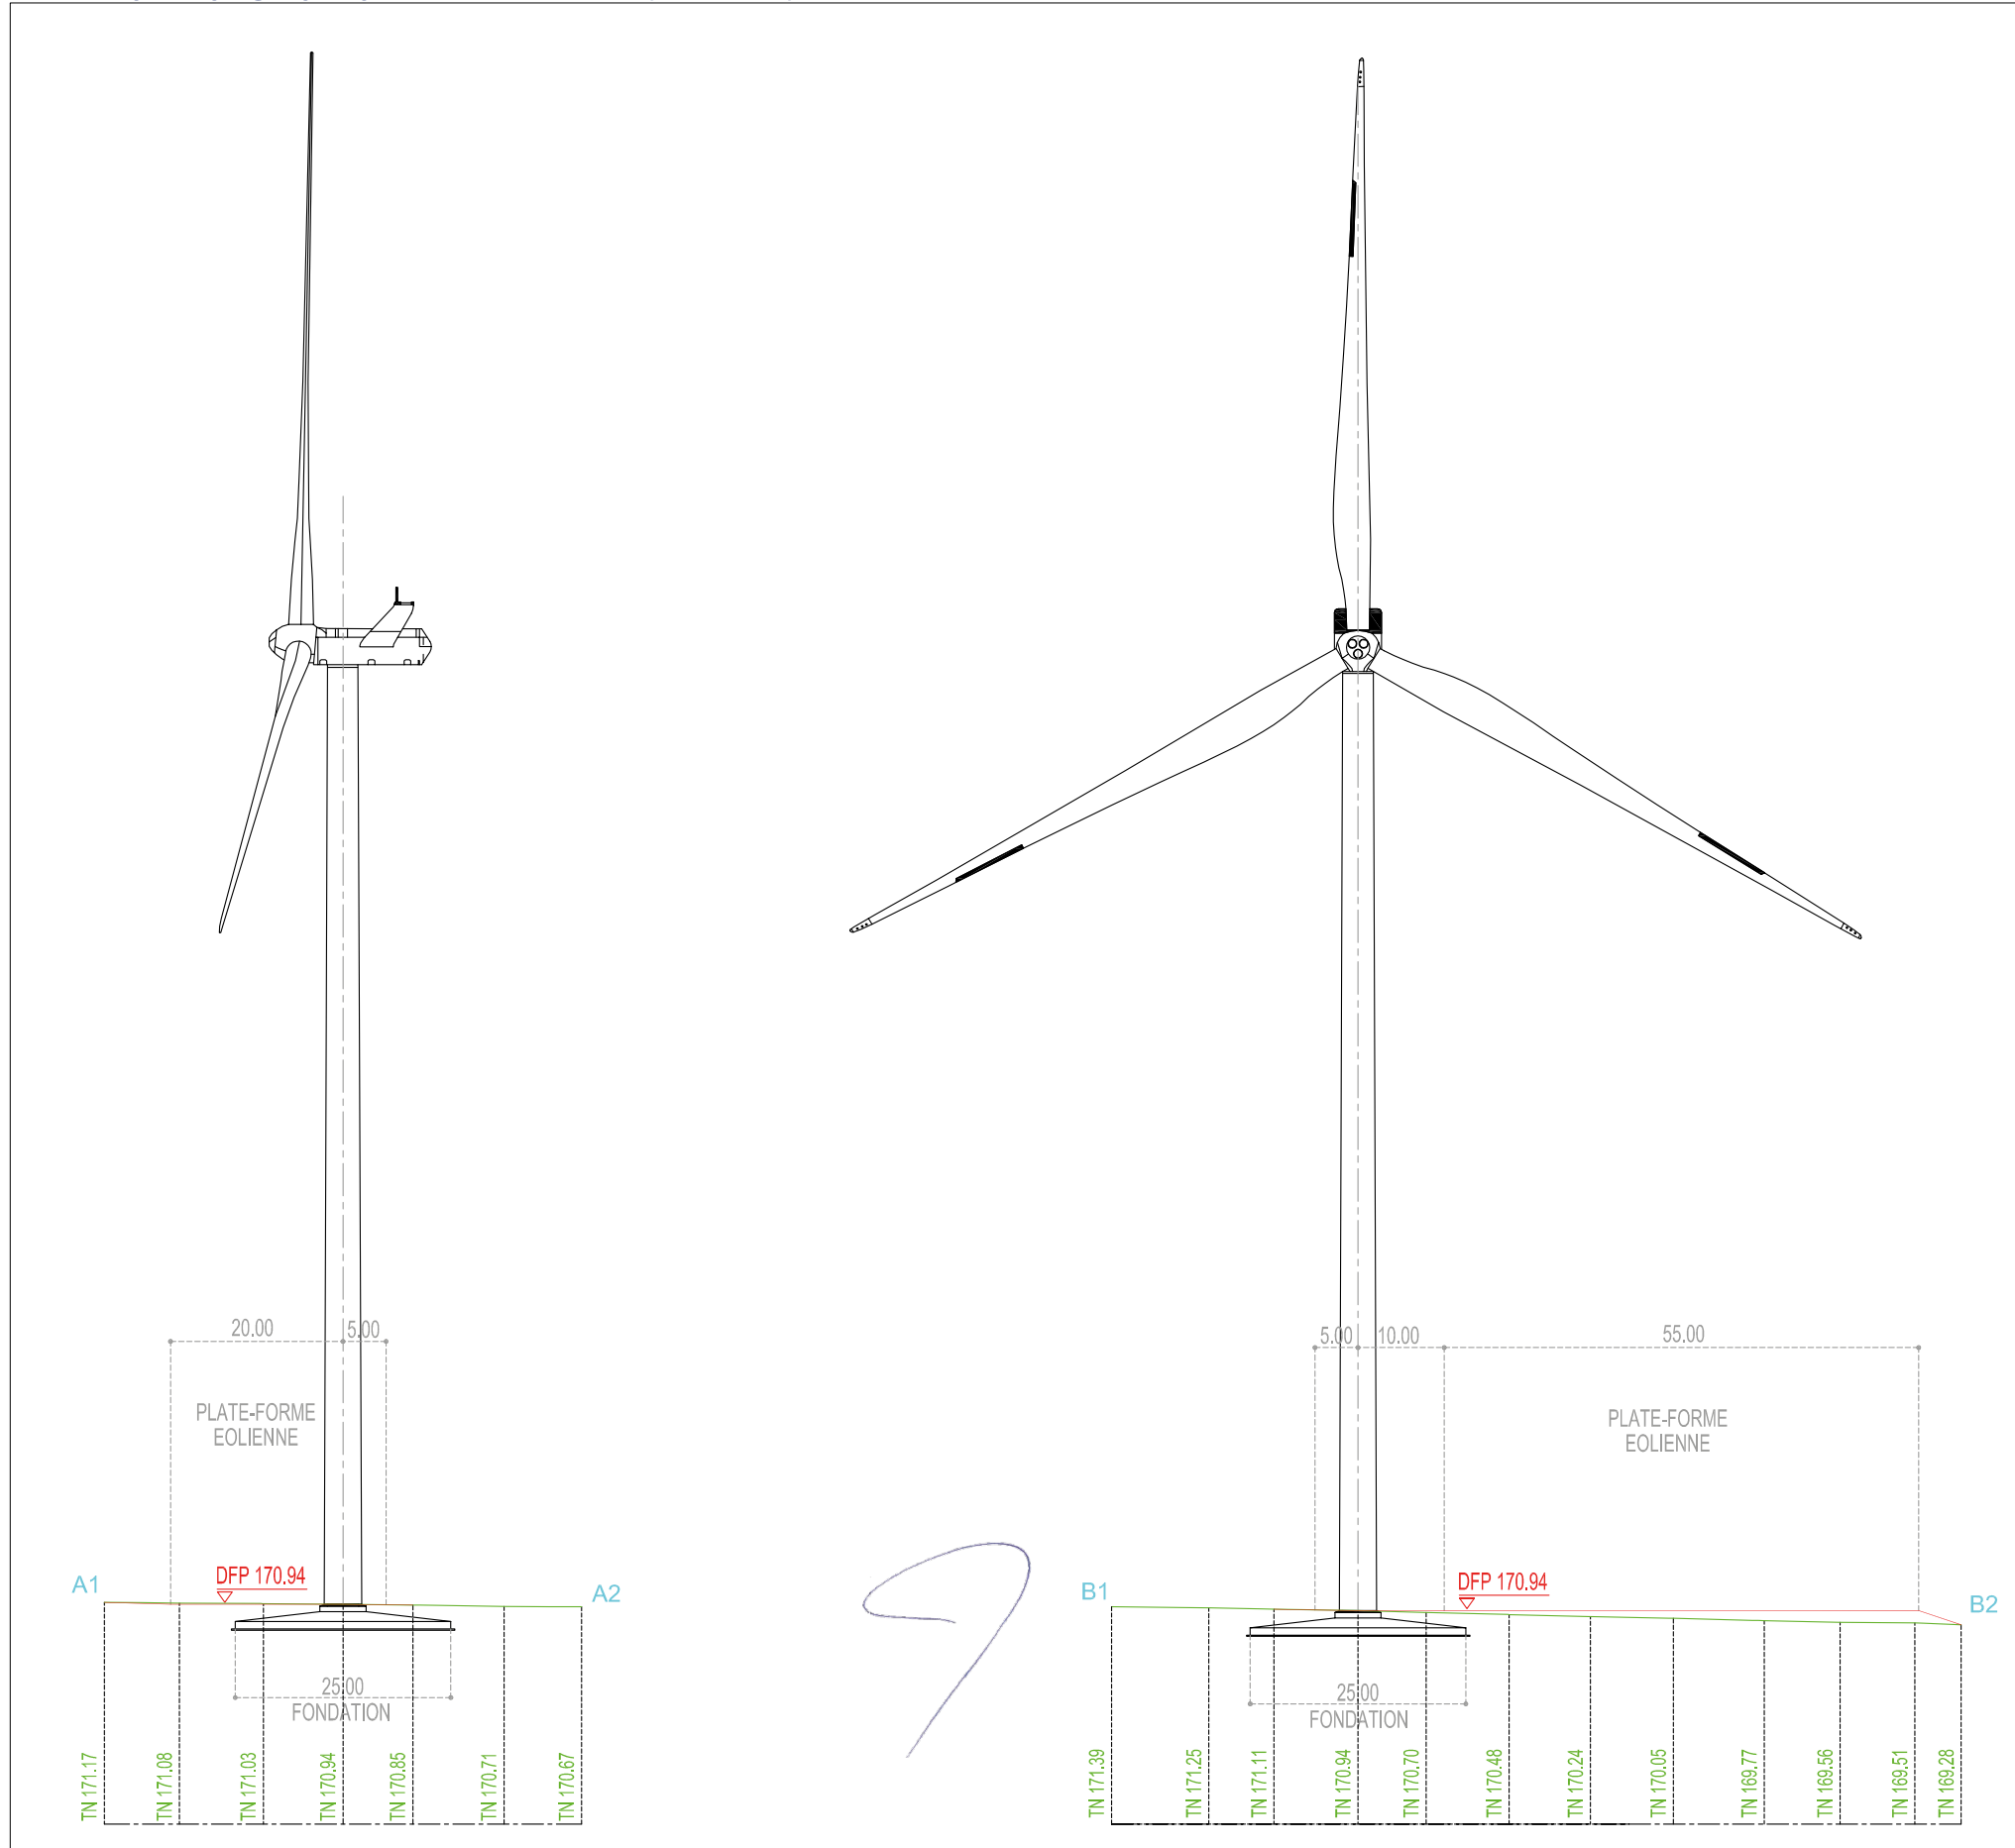 20.00
5.00
PLATE-FORME
EOLIENNE
A1
DFP 170.94
A2
25.00
FONDATION
TN 171.17
TN 171.08
TN 171.03
TN 170.94
TN 170.85
TN 170.71
TN 170.67
5.00
10.00
55.00
PLATE-FORME
EOLIENNE
B1
DFP 170.94
B2
25.00
FONDATION
TN 171.39
TN 171.25
TN 171.11
TN 170.94
TN 170.70
TN 170.48
TN 170.24
TN 170.05
TN 169.77
TN 169.56
TN 169.51
TN 169.28